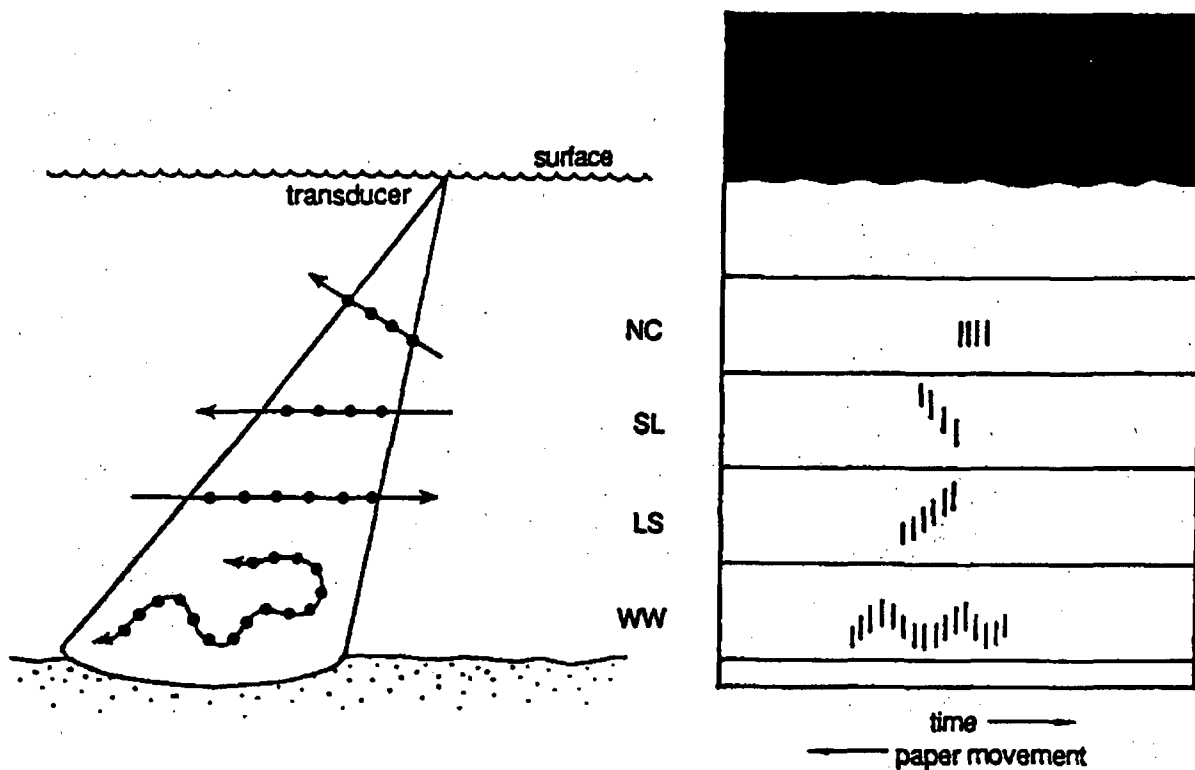 surface
transducer
NC
SL
LS
WW
time
paper movement